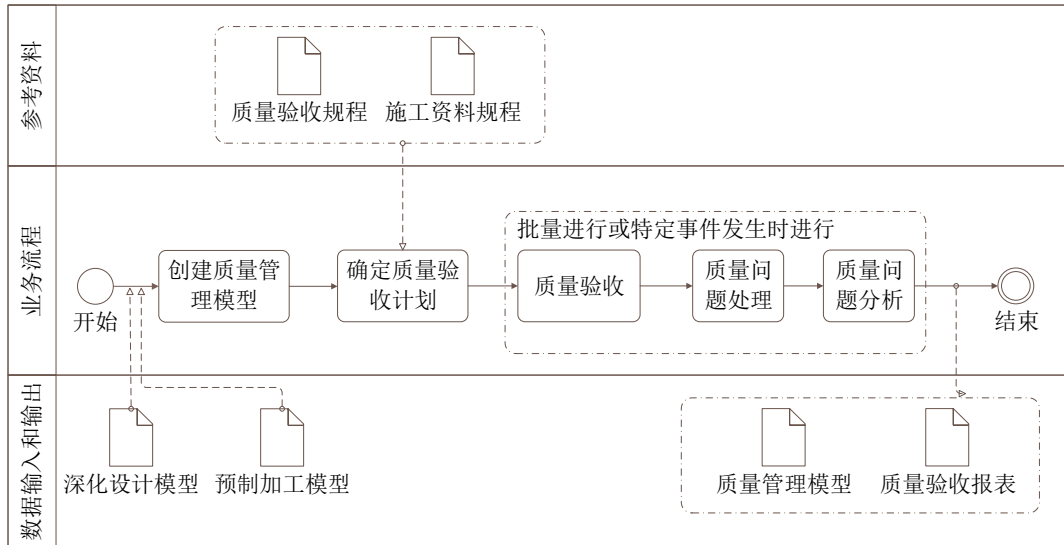 参考资料
质量验收规程
施工资料规程
业务流程
批量进行或特定事件发生时进行
开始
创建质量管
理模型
确定质量验
收计划
质量验收
质量问
题处理
质量问
题分析
结束
数据输入和输出
深化设计模型
预制加工模型
质量管理模型
质量验收报表